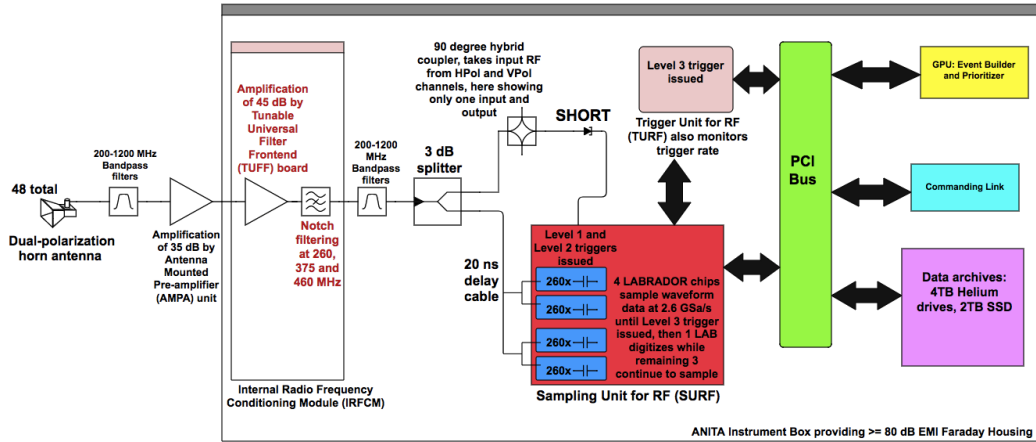 48 total
Dual-polarization
horn antenna
200-1200 MHz
Bandpass
filters
Amplification
of 35 dB by
Antenna
Mounted
Pre-amplifier
(AMPA) unit
Amplification
of 45 dB by
Tunable
Universal
Filter
Frontend
(TUFF) board
Notch
filtering
at 260,
375 and
460 MHz
Internal Radio Frequency
Conditioning Module (IRFCM)
200-1200
MHz
Bandpass
filters
3 dB
splitter
90 degree hybrid
coupler, takes input RF
from HPol and VPol
channels, here showing
only one input and
output
SHORT
20 ns
delay
cable
Level 1 and
Level 2 triggers
issued
260x
260x
260x
260x
4 LABRADOR chips
sample waveform
data at 2.6 GSa/s
until Level 3 trigger
issued, then 1 LAB
digitizes while
remaining 3
continue to sample
Sampling Unit for RF (SURF)
Level 3 trigger
issued
Trigger Unit for RF
(TURF) also monitors
trigger rate
PCI
Bus
GPU: Event Builder
and Prioritizer
Commanding Link
Data archives:
4TB Helium
drives, 2TB SSD
ANITA Instrument Box providing >= 80 dB EMI Faraday Housing